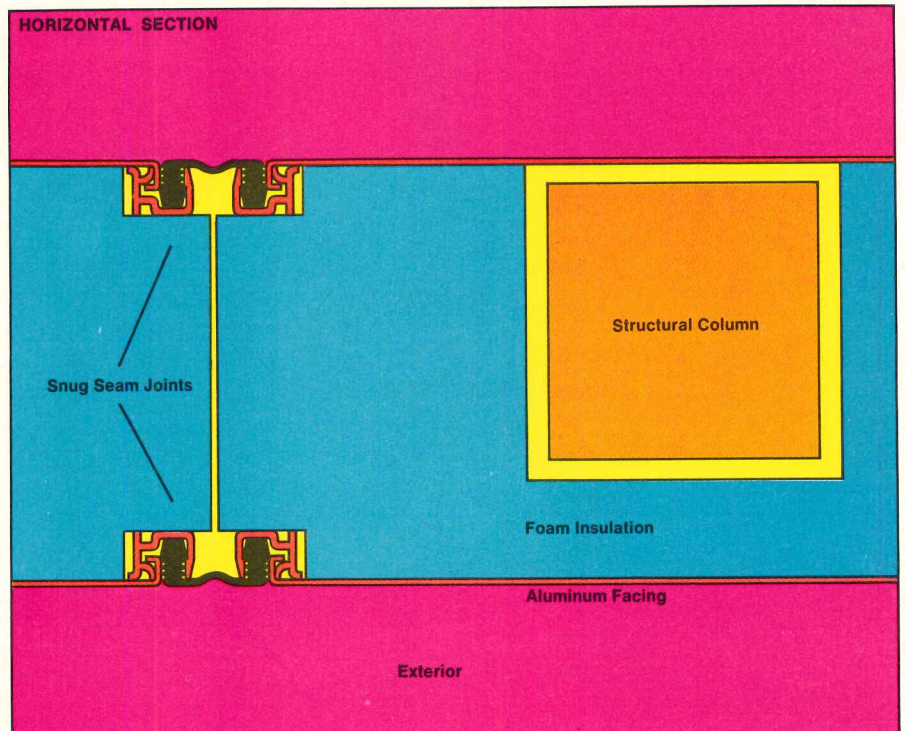 HORIZONTAL SECTION
Structural Column
Snug Seam Joints
Foam Insulation
Aluminum Facing
Exterior